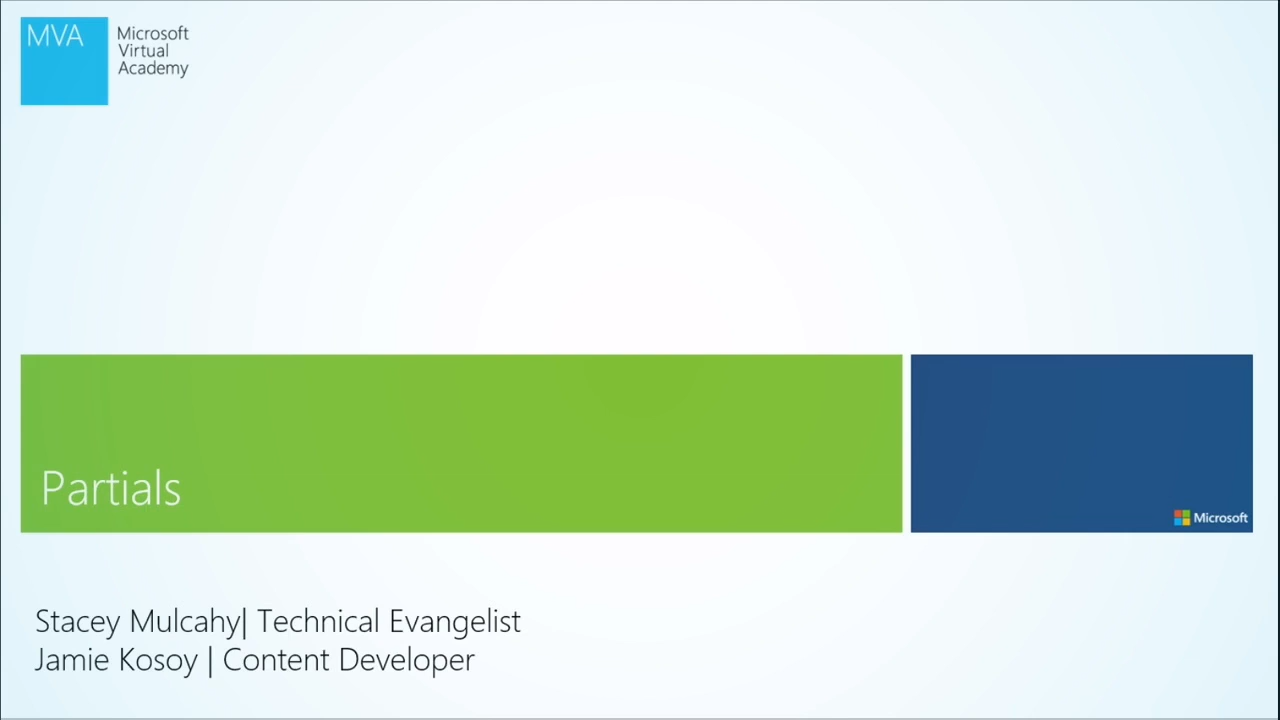 MVA
Microsoft
Virtual
Academy
Partials
Microsoft
Stacey Mulcahy| Technical Evangelist
Jamie Kosoy | Content Developer